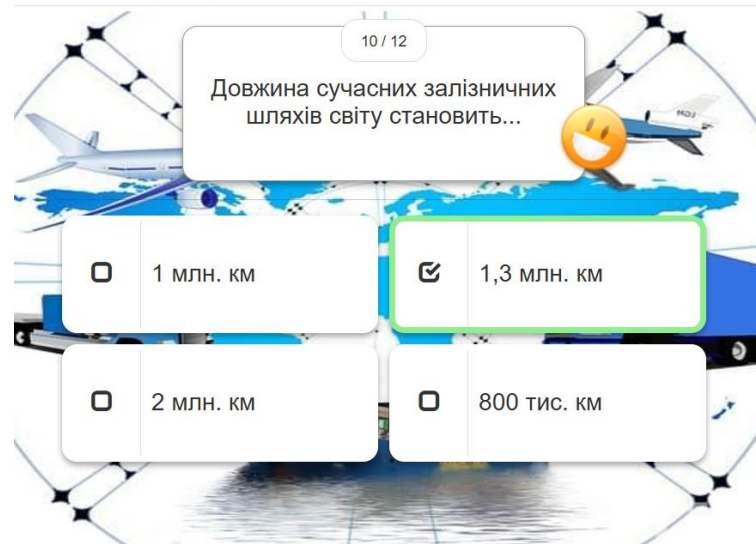 10 / 12
Довжина сучасних залізничних
шляхів світу становить...
1 млн. км
1,3 млн. км
2 млн. км
800 тис. км